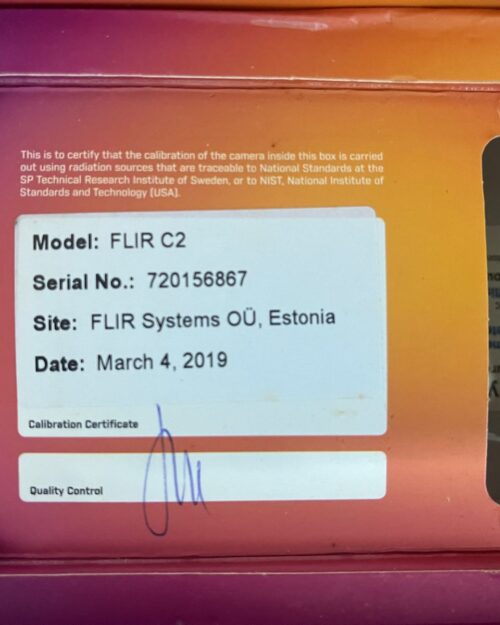 This is to certify that the calibration of the camera inside this box is carried
out using radiation sources that are traceable to National Standards at the
SP Technical Research Institute of Sweden, or to NIST, National Institute of
Standards and Technology (USA).
Model: FLIR C2
Serial No.: 720156867
Site: FLIR Systems OÜ, Estonia
Date: March 4, 2019
Calibration Certificate
Quality Control